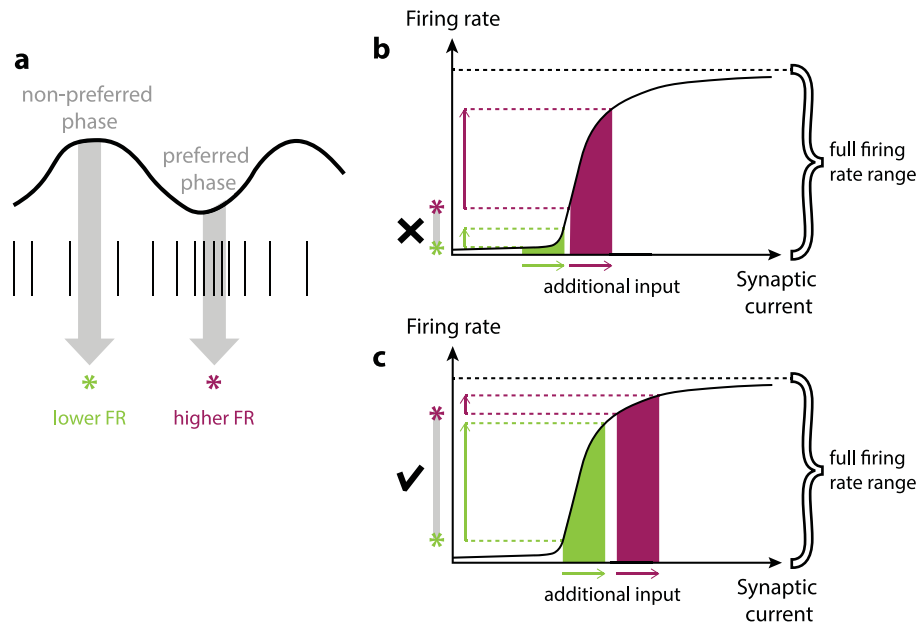 a
non-preferred
phase
preferred
phase
*
*
lower FR
higher FR
b
Firing rate
*
*
full firing
rate range
additional input
Synaptic
current
c
Firing rate
*
*
full firing
rate range
additional input
Synaptic
current